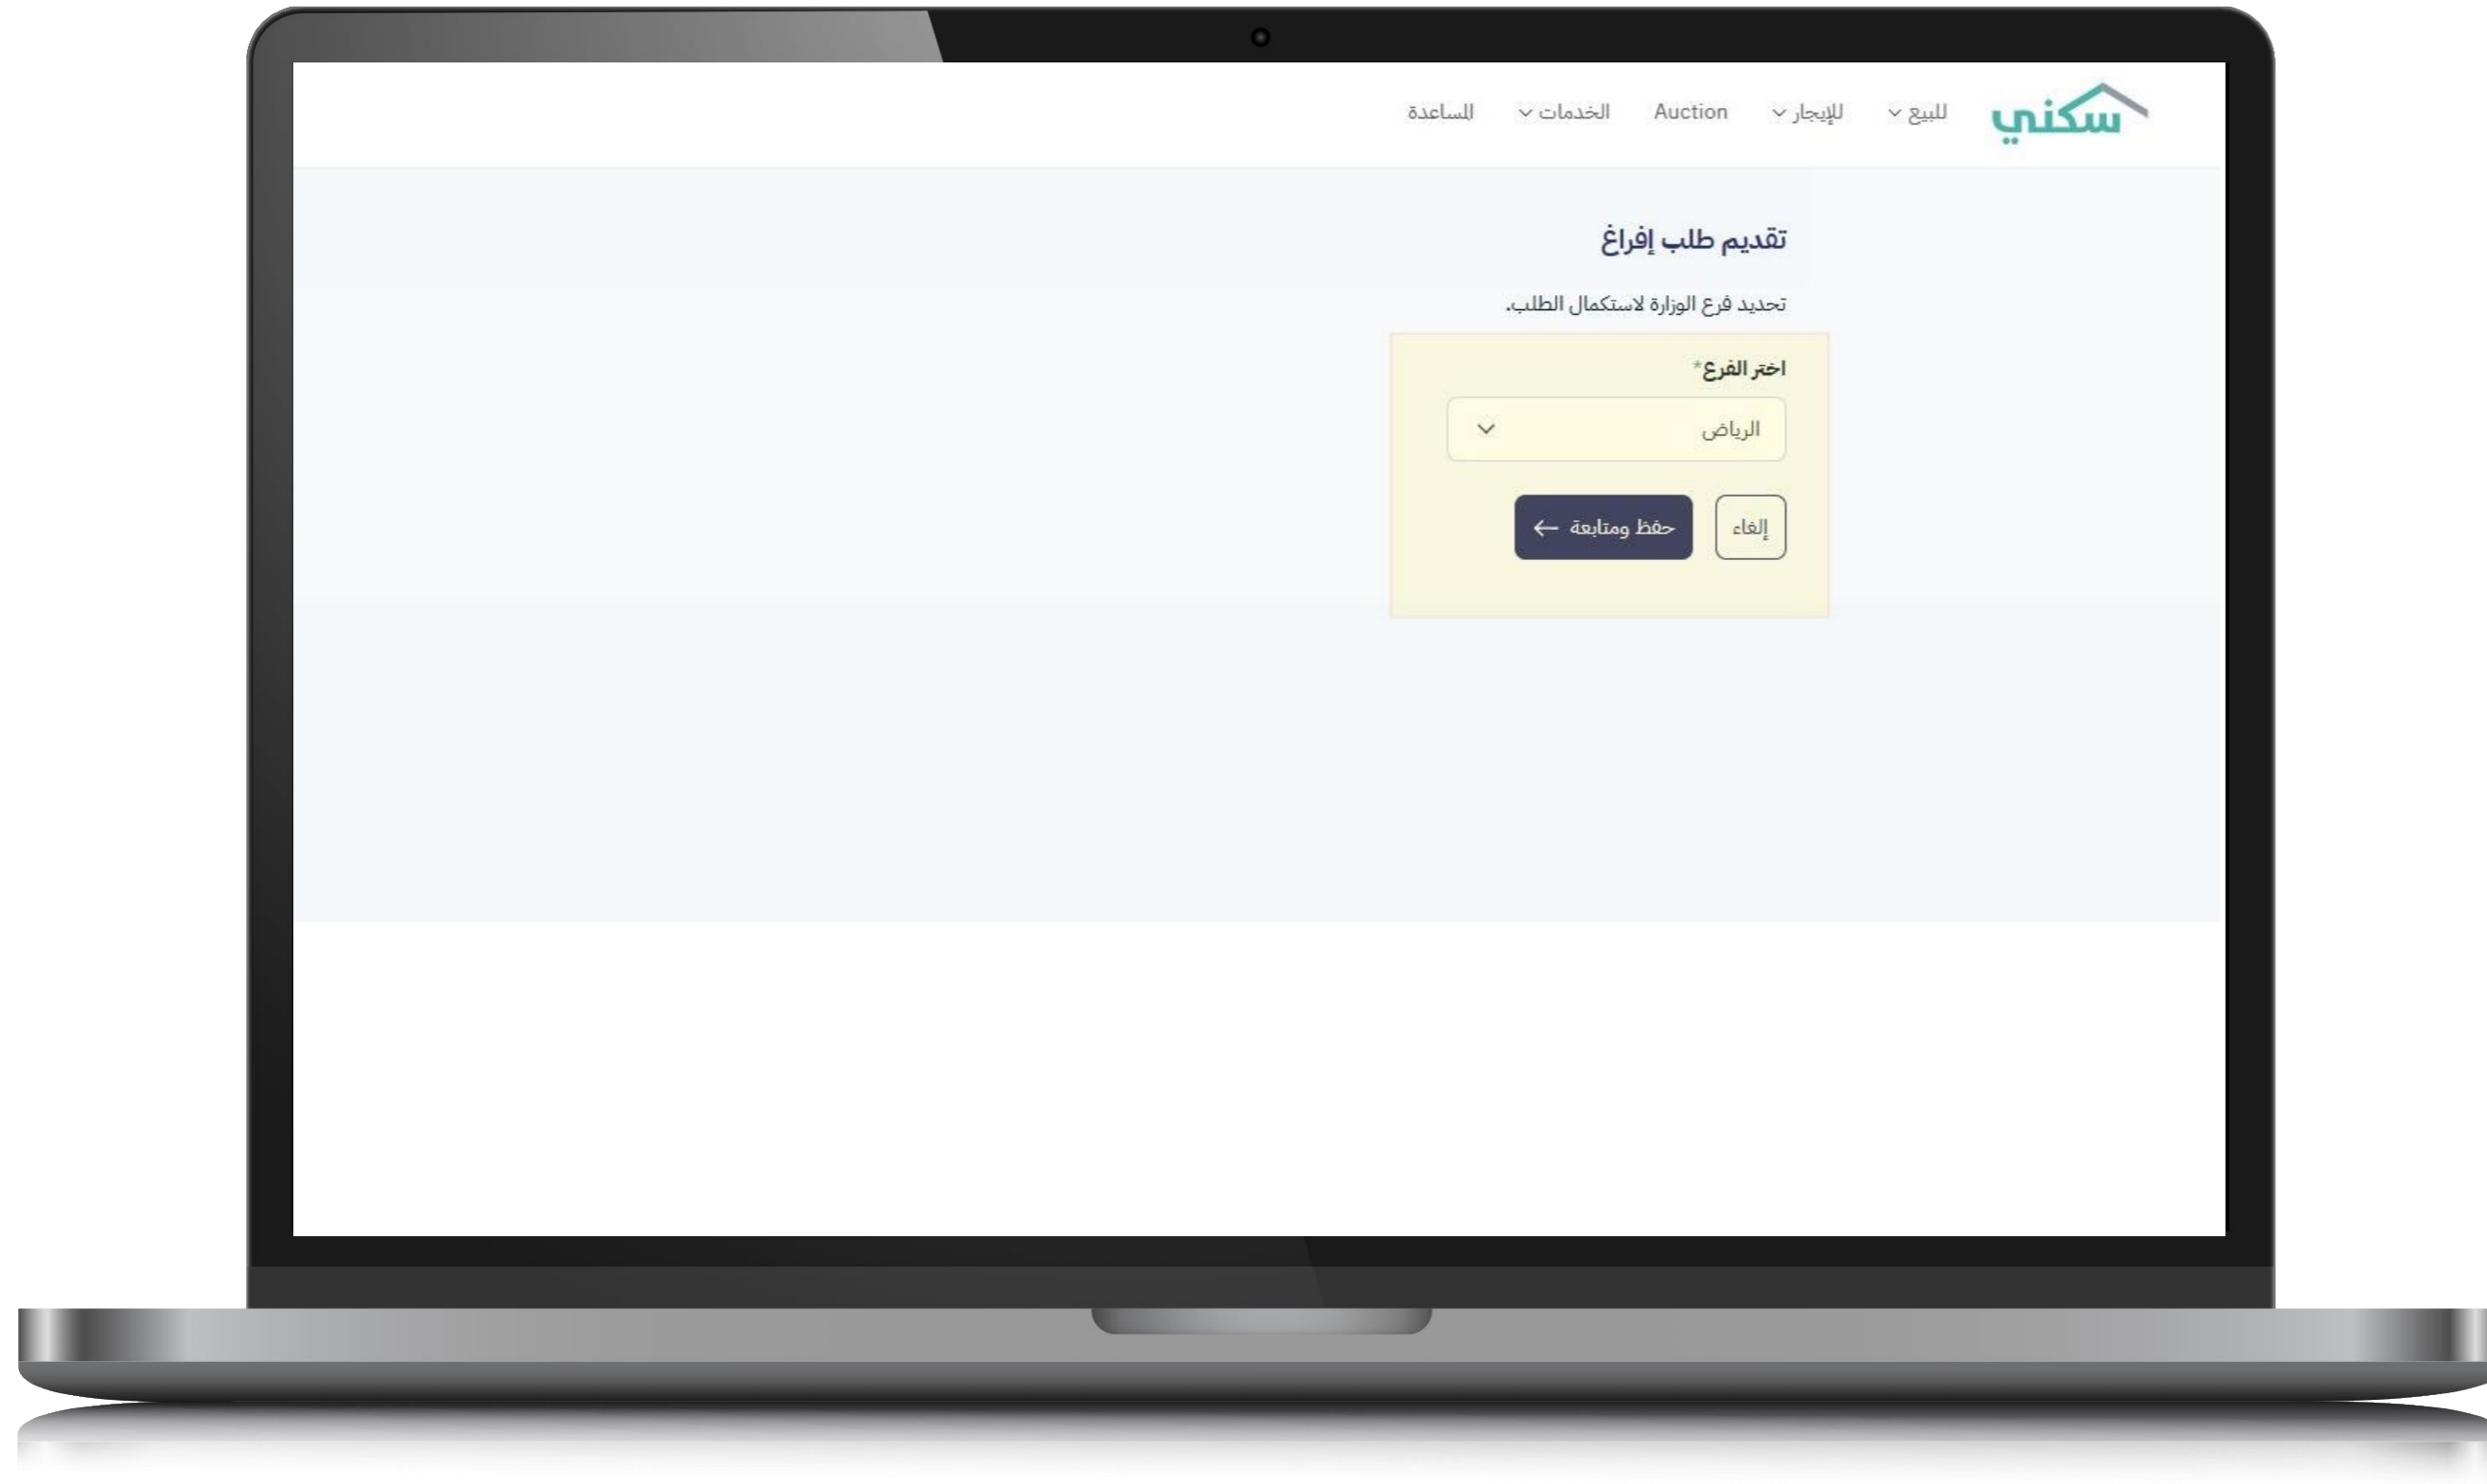 سكني للبيع للإيجار Auction الخدمات المساعدة
تقديم طلب إفراغ
تحديد فرع الوزارة لاستكمال الطلب.
اختر الفرع*
الرياض
إلغاء حفظ ومتابعة ←